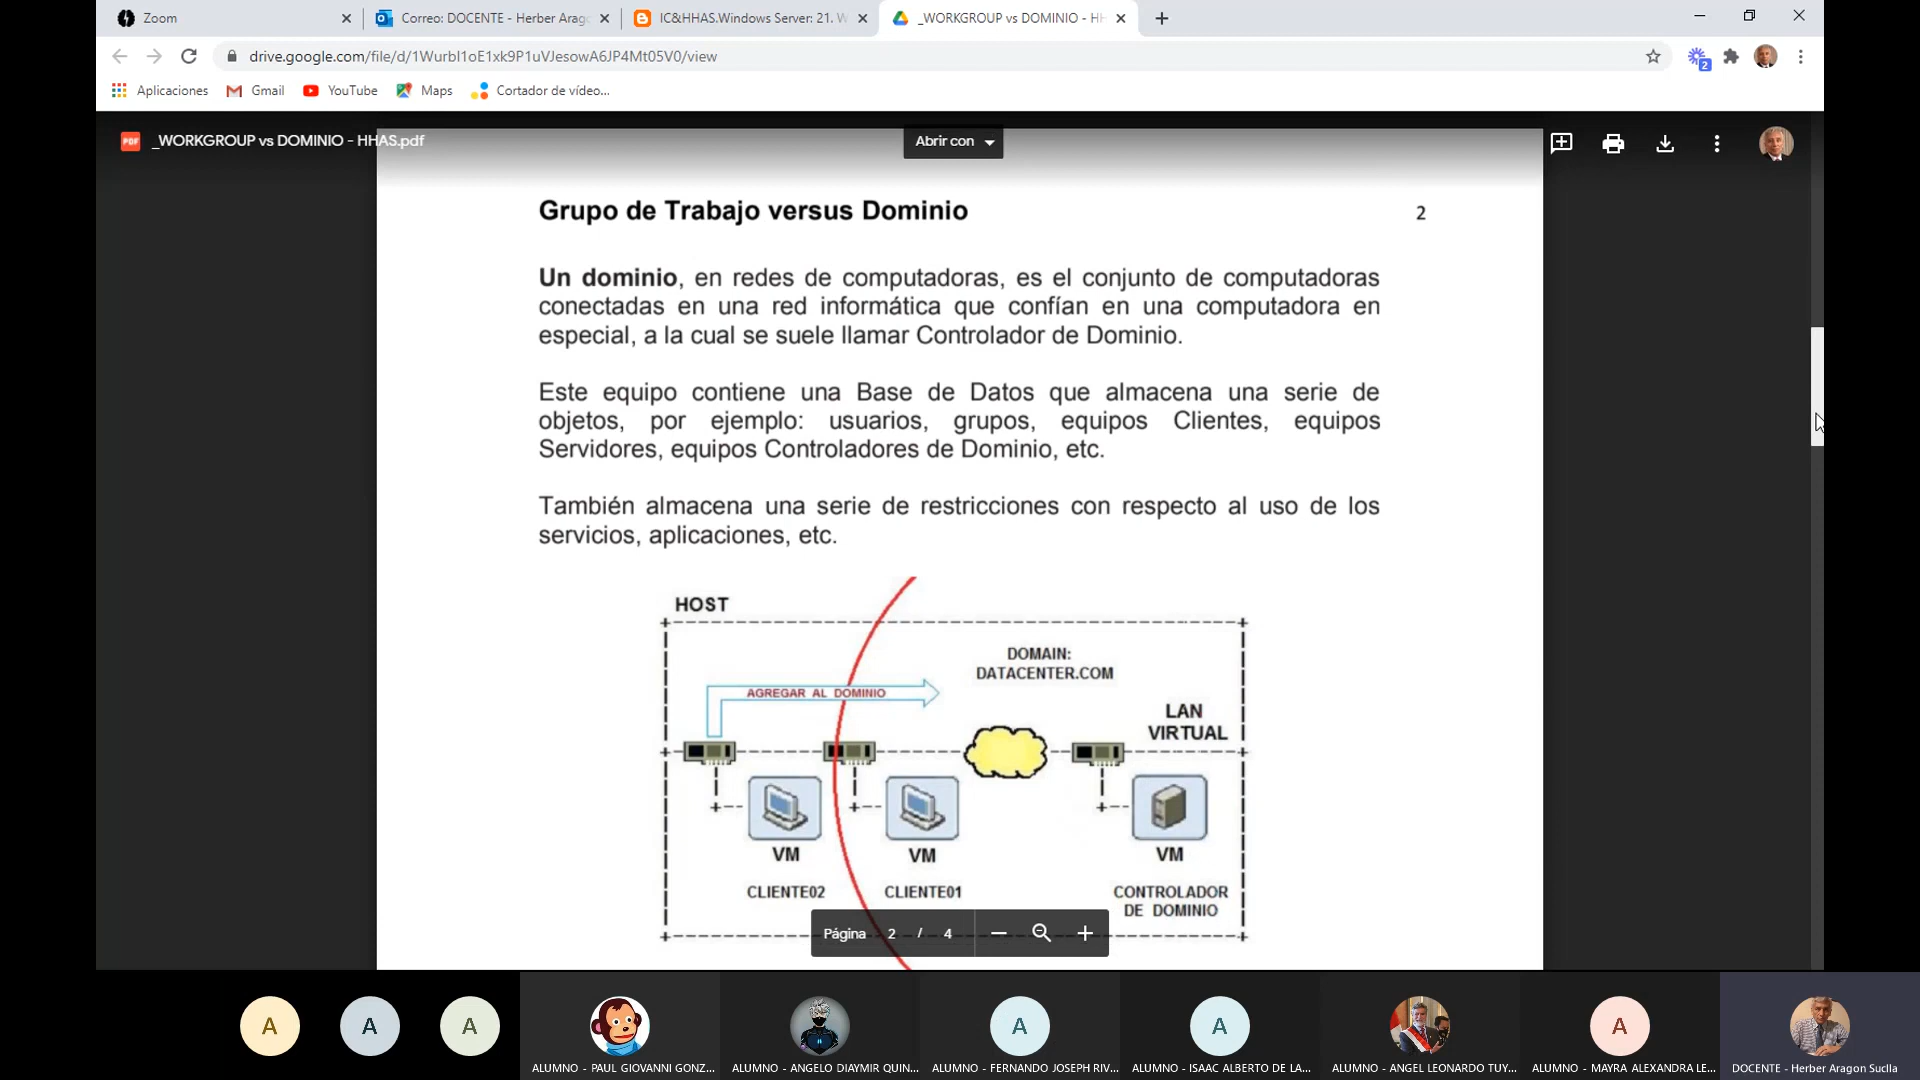 Zoom
Correo: DOCENTE - Herber Arag
IC&HHAS.Windows Server: 21. W
_WORKGROUP vs DOMINIO - HH
drive.google.com/file/d/1Wurbl1oE1xk9P1uVJesowA6JP4Mt05V0/view
2
Aplicaciones
Gmail
YouTube
Maps
Cortador de vídeo...
PDF
_WORKGROUP vs DOMINIO - HHAS.pdf
Abrir con
Grupo de Trabajo versus Dominio
2
Un dominio, en redes de computadoras, es el conjunto de computadoras
conectadas en una red informática que confían en una computadora en
especial, a la cual se suele llamar Controlador de Dominio.
Este equipo contiene una Base de Datos que almacena una serie de
objetos, por ejemplo: usuarios, grupos, equipos Clientes, equipos
Servidores, equipos Controladores de Dominio, etc.
También almacena una serie de restricciones con respecto al uso de los
servicios, aplicaciones, etc.
HOST
DOMAIN:
DATACENTER.COM
AGREGAR AL DOMINIO
LAN
VIRTUAL
VM
VM
VM
CLIENTE02
CLIENTE01
CONTROLADOR
DE DOMINIO
Página 2 / 4
A
A
A
A
A
A
ALUMNO - PAUL GIOVANNI GONZ...
ALUMNO - ANGELO DIAYMIR QUIN...
ALUMNO - FERNANDO JOSEPH RIV...
ALUMNO - ISAAC ALBERTO DE LA...
ALUMNO - ANGEL LEONARDO TUY...
ALUMNO - MAYRA ALEXANDRA LE...
DOCENTE - Herber Aragon Suclla